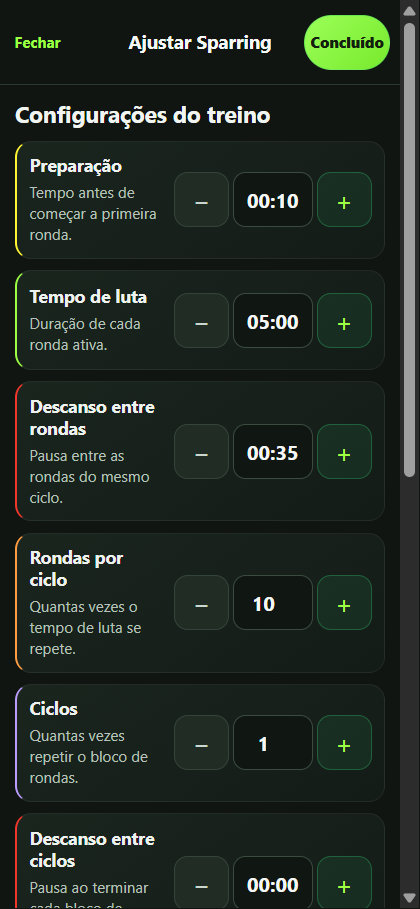 Fechar
Ajustar Sparring
Concluído
Configurações do treino
Preparação
Tempo antes de
começar a primeira
ronda.
−
00:10
+
Tempo de luta
Duração de cada
ronda ativa.
−
05:00
+
Descanso entre
rondas
Pausa entre as
rondas do mesmo
ciclo.
−
00:35
+
Rondas por
ciclo
Quantas vezes o
tempo de luta se
repete.
−
10
+
Ciclos
Quantas vezes
repetir o bloco de
rondas.
−
1
+
Descanso entre
ciclos
Pausa ao terminar
cada bloco de
−
00:00
+